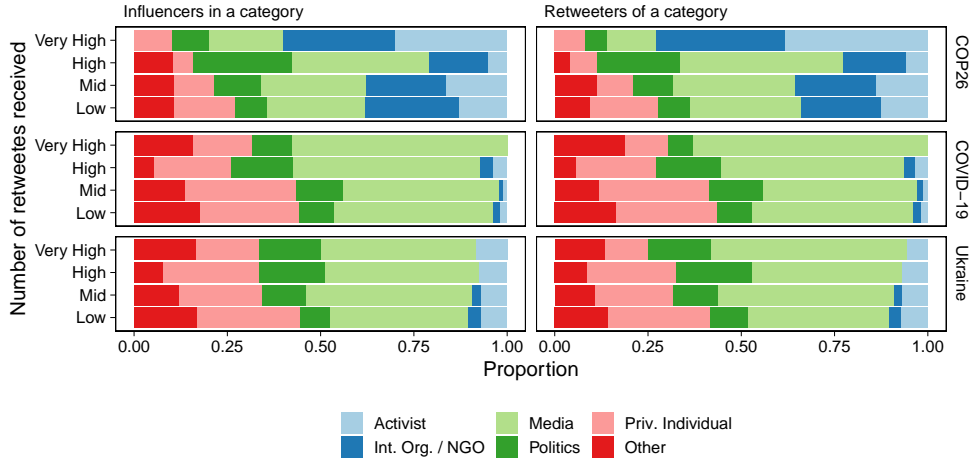 Influencers in a category
Retweeters of a category
Number of retweetes received
Very High
High
Mid
Low
COP26
Very High
High
Mid
Low
COVID−19
Very High
High
Mid
Low
Ukraine
0.00 0.25 0.50 0.75 1.00
0.00 0.25 0.50 0.75 1.00
Proportion
Activist Media Priv. Individual
Int. Org. / NGO Politics Other